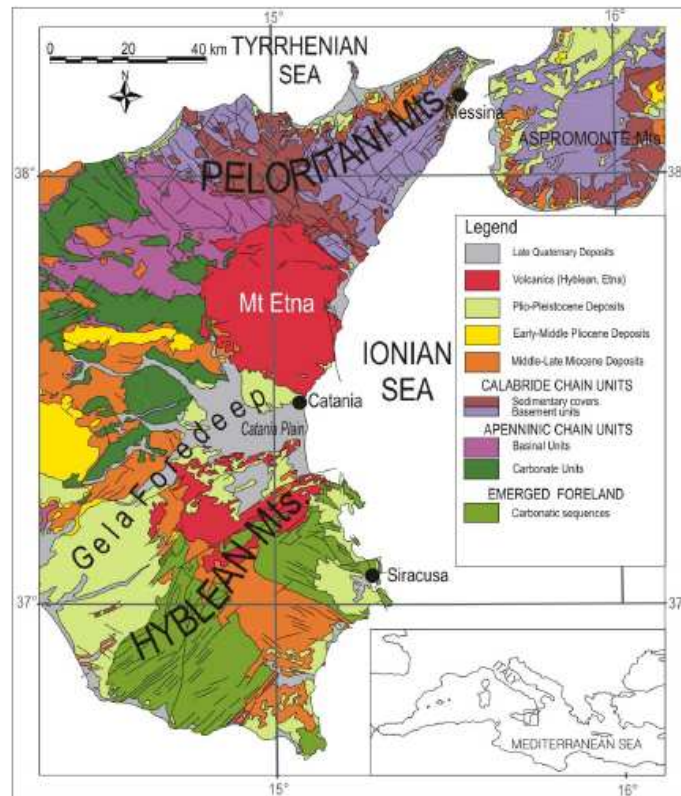 15°
16°
0 20 40 km
TYRRHENIAN
SEA
N
Messina
PELORITANI Mts.
ASPROMONTE Mts
38°
38
Legend
Late Quaternary Deposits
Volcanics (Hyblean, Etna)
Plio-Pleistocene Deposits
Early-Middle Pliocene Deposits
Middle-Late Miocene Deposits
CALABRIDE CHAIN UNITS
Sedimentary covers
Basement units
APENNINIC CHAIN UNITS
Basinal Units
Carbonate Units
EMERGED FORELAND
Carbonatic sequences
Mt Etna
IONIAN
SEA
Catania
Catania Plain
Gela Foredeep
HYBLEAN Mts.
Siracusa
37°
37
ITALY
MEDITERRANEAN SEA
15°
16°